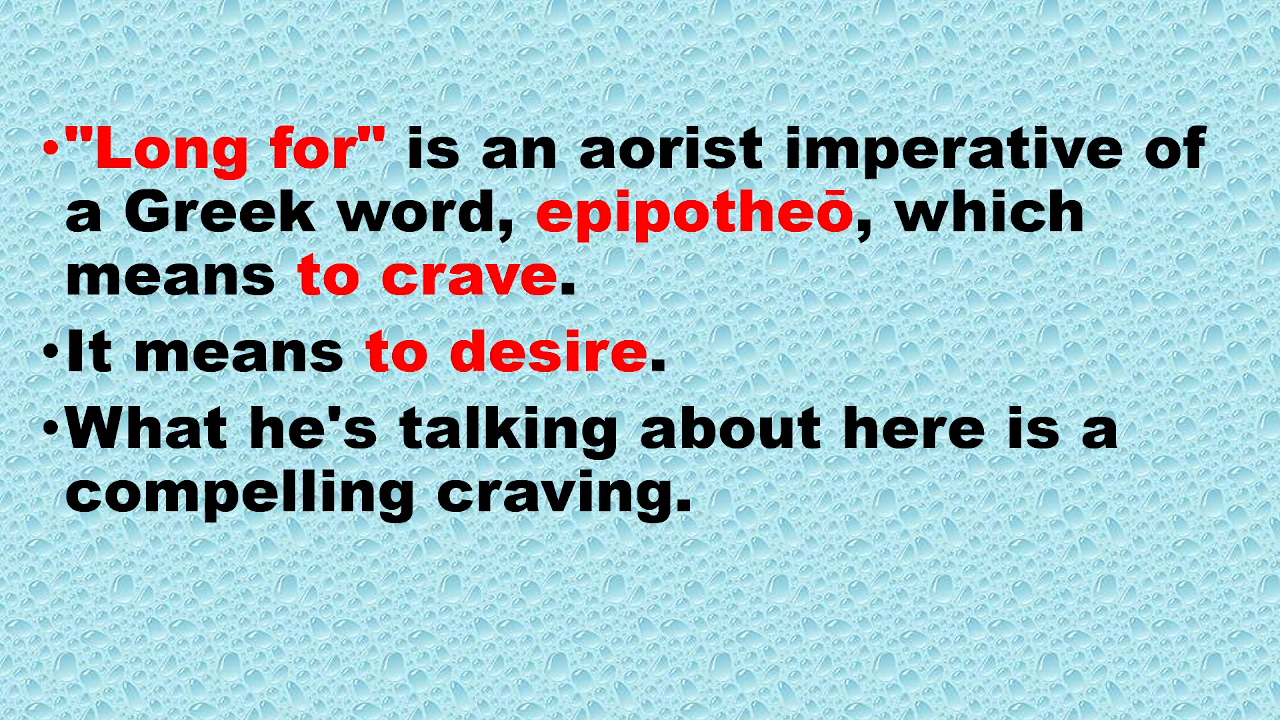 • "Long for" is an aorist imperative of
a Greek word, epipotheō, which
means to crave.
• It means to desire.
• What he's talking about here is a
compelling craving.